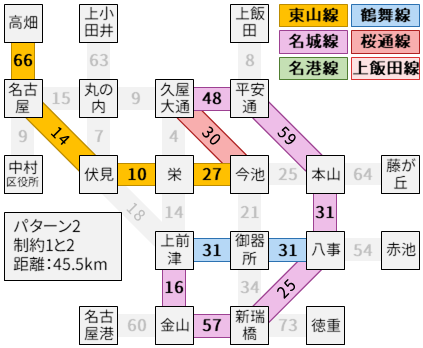 高畑
上小
田井
上飯
田
東山線
鶴舞線
名城線
桜通線
名港線
上飯田線
66
63
8
名古
屋
15
丸の
内
9
久屋
大通
48
平安
通
14
9
7
4
30
59
中村
区役所
伏見
10
栄
27
今池
25
本山
64
藤が
丘
18
14
21
31
パターン2
制約1と2
距離:45.5km
上前
津
31
御器
所
31
八事
54
赤池
16
34
25
名古
屋港
60
金山
57
新瑞
橋
73
徳重